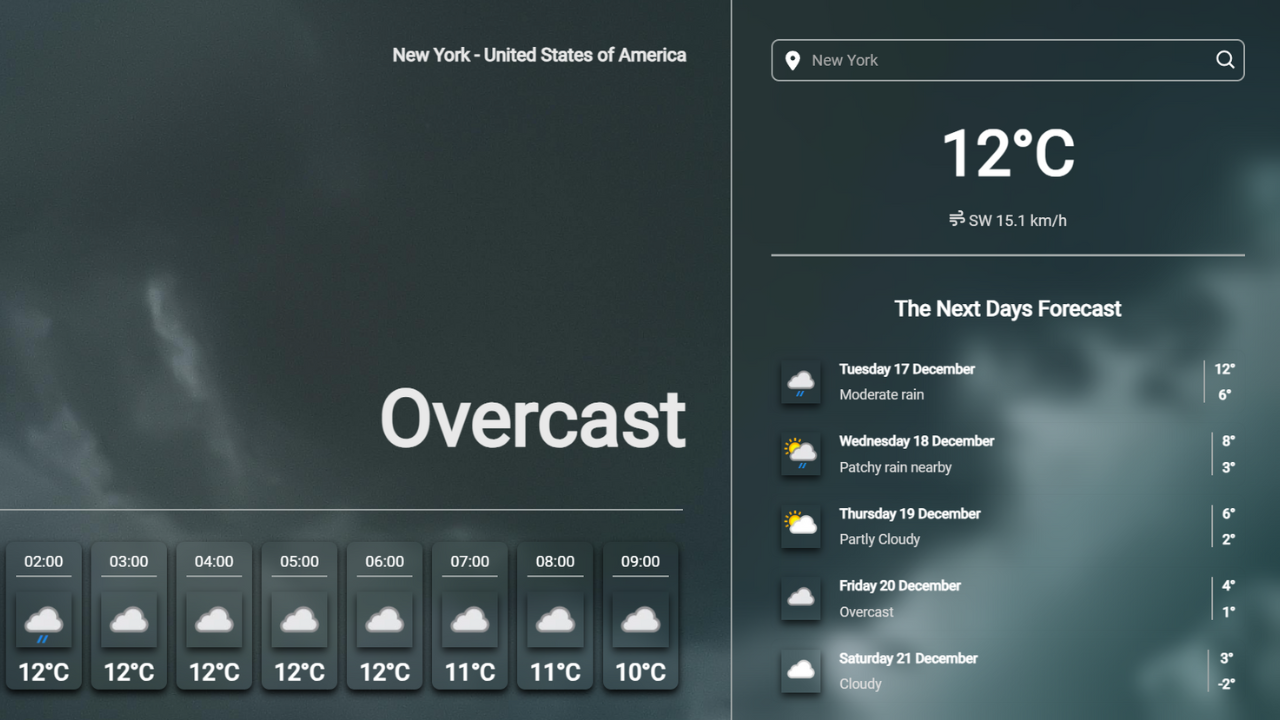 New York - United States of America
Overcast
02:00 03:00 04:00 05:00 06:00 07:00 08:00 09:00
12°C 12°C 12°C 12°C 12°C 11°C 11°C 10°C
New York
12°C
SW 15.1 km/h
The Next Days Forecast
Tuesday 17 December 12°
Moderate rain 6°
Wednesday 18 December 8°
Patchy rain nearby 3°
Thursday 19 December 6°
Partly Cloudy 2°
Friday 20 December 4°
Overcast 1°
Saturday 21 December 3°
Cloudy -2°